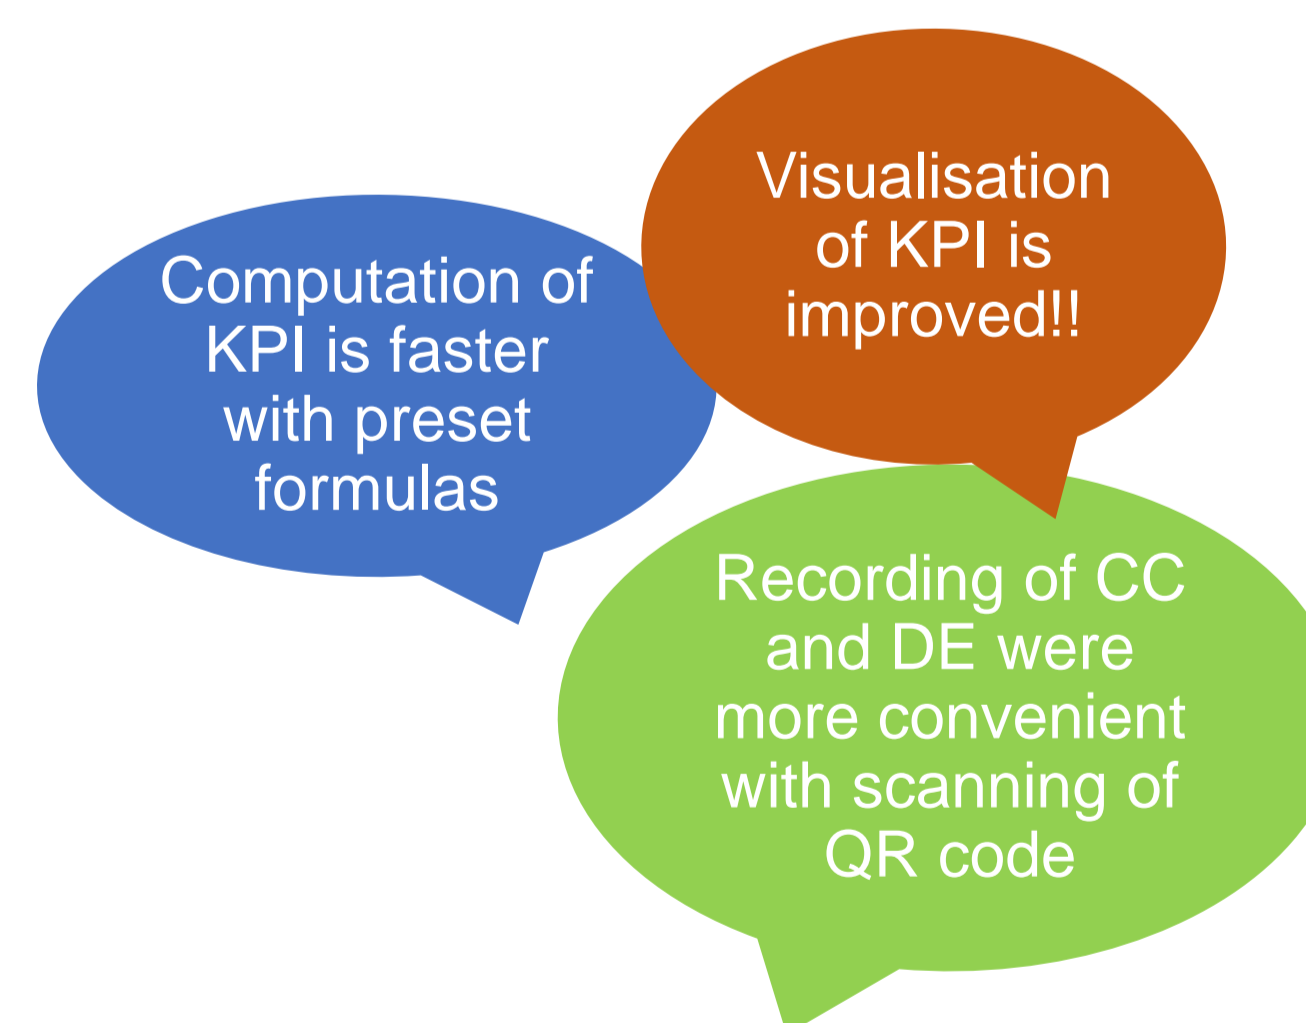 Computation of
KPI is faster
with preset
formulas
Visualisation
of KPI is
improved!!
Recording of CC
and DE were
more convenient
with scanning of
QR code